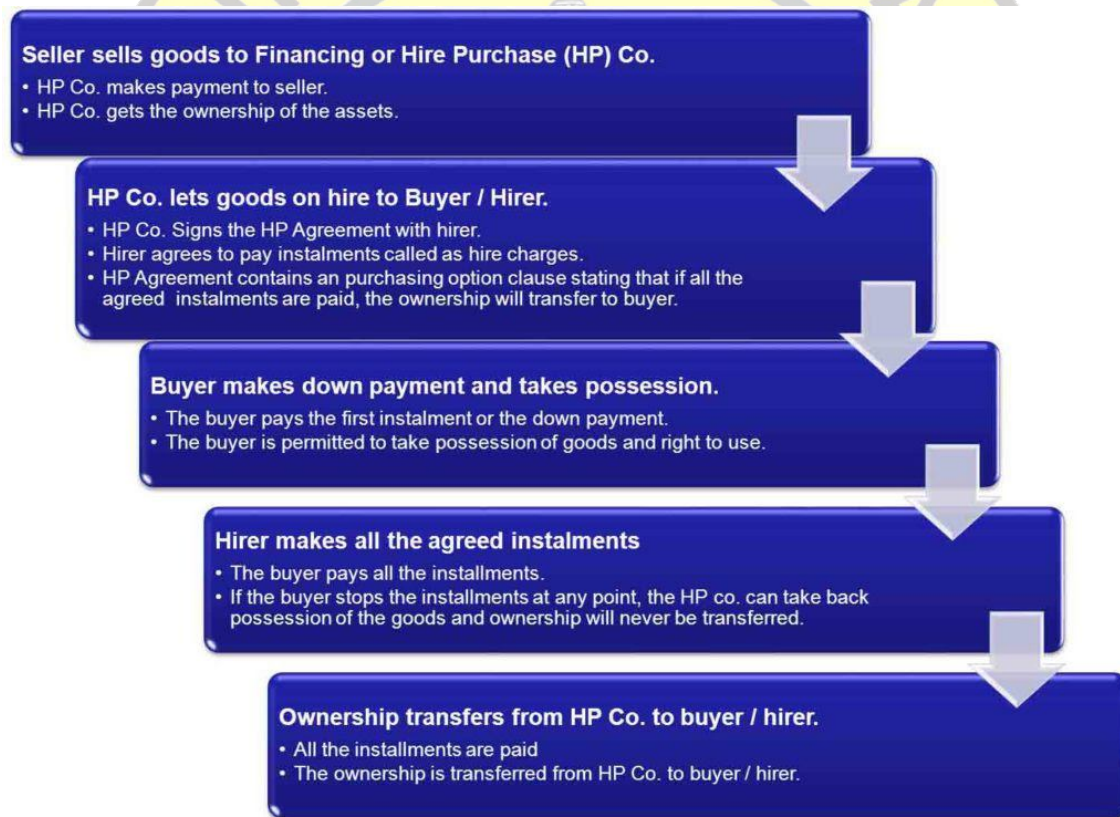 Seller sells goods to Financing or Hire Purchase (HP) Co.
• HP Co. makes payment to seller.
• HP Co. gets the ownership of the assets.
HP Co. lets goods on hire to Buyer / Hirer.
• HP Co. Signs the HP Agreement with hirer.
• Hirer agrees to pay instalments called as hire charges.
• HP Agreement contains an purchasing option clause stating that if all the
agreed instalments are paid, the ownership will transfer to buyer.
Buyer makes down payment and takes possession.
• The buyer pays the first instalment or the down payment.
• The buyer is permitted to take possession of goods and right to use.
Hirer makes all the agreed instalments
• The buyer pays all the installments.
• If the buyer stops the installments at any point, the HP co. can take back
possession of the goods and ownership will never be transferred.
Ownership transfers from HP Co. to buyer / hirer.
• All the installments are paid
• The ownership is transferred from HP Co. to buyer / hirer.